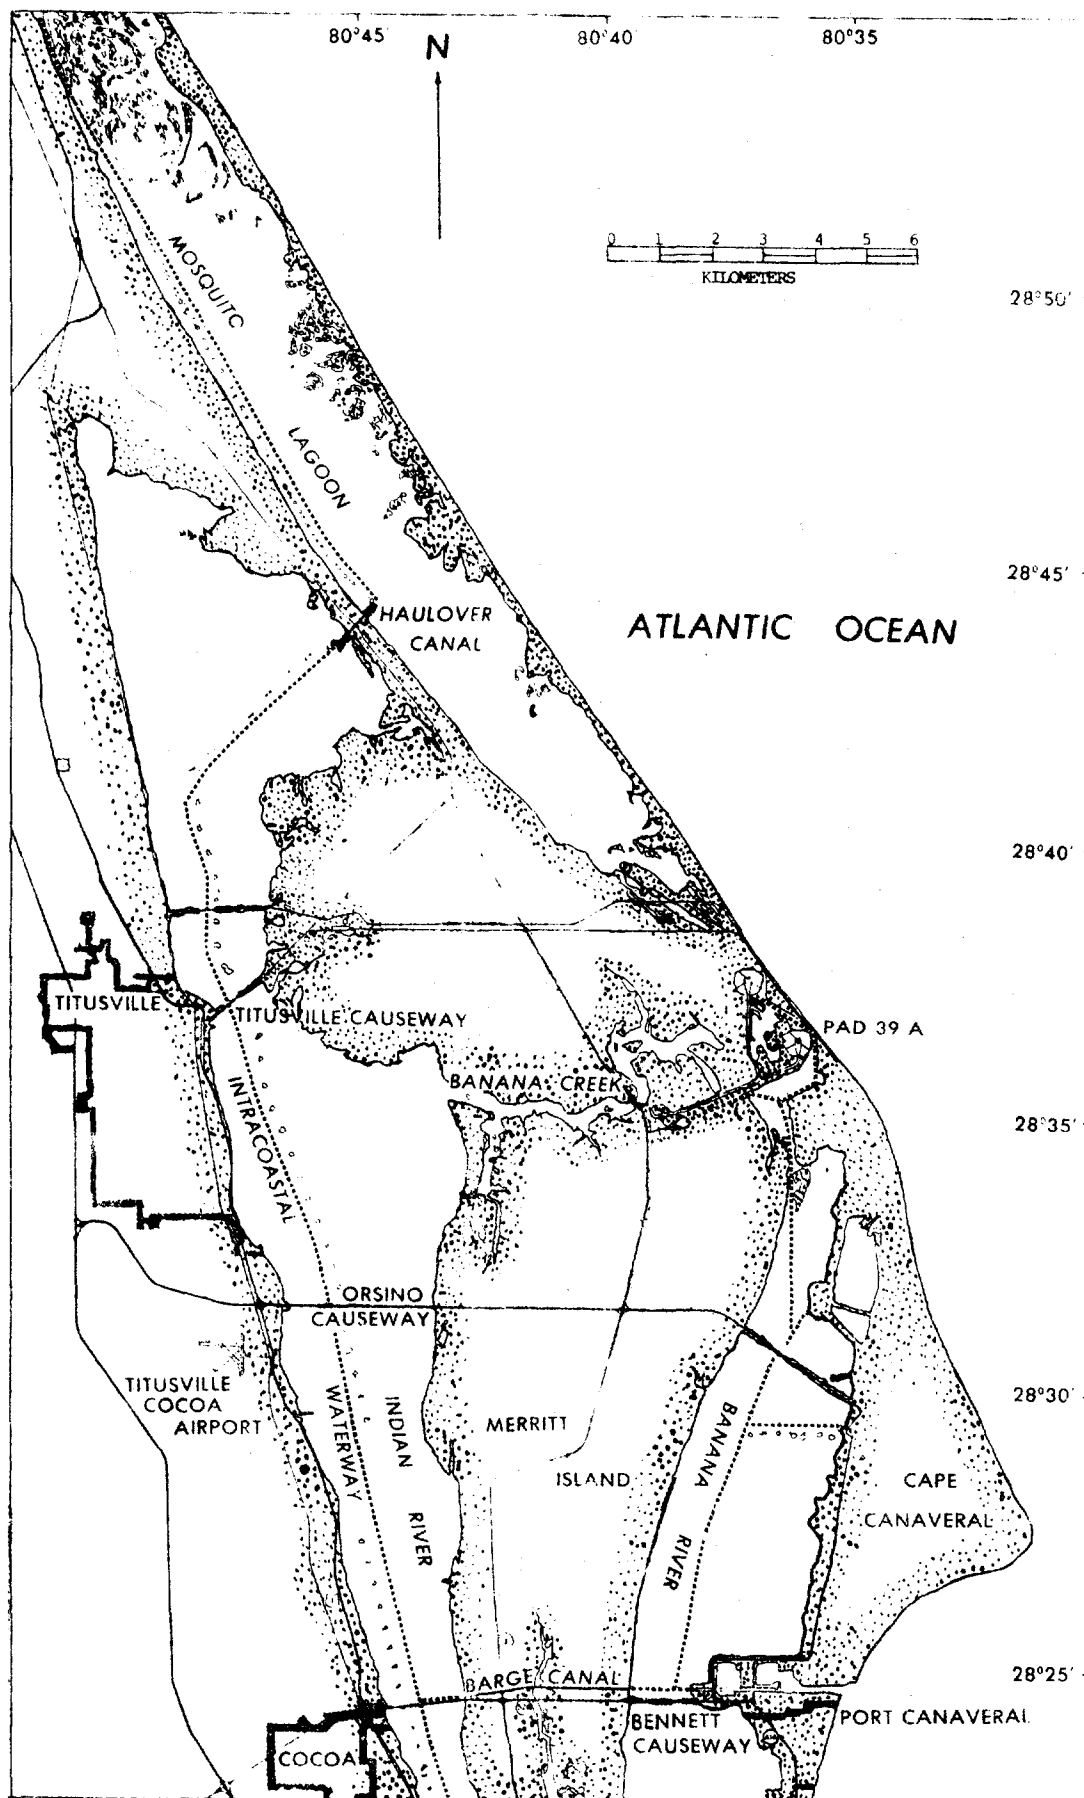 80°45' 80°40' 80°35'
N
0 1 2 3 4 5 6
KILOMETERS
MOSQUITO
28°50'
LAGOON
28°45'
HAULOVER
CANAL
ATLANTIC OCEAN
28°40'
TITUSVILLE
TITUSVILLE CAUSEWAY
PAD 39 A
BANANA CREEK
INTRACOASTAL
28°35'
ORSINO
CAUSEWAY
TITUSVILLE
COCOA
AIRPORT
WATERWAY
INDIAN
RIVER
MERRITT
ISLAND
BANANA
RIVER
28°30'
CAPE
CANAVERAL
BARGE CANAL
28°25'
BENNETT
CAUSEWAY
PORT CANAVERAL
COCOA